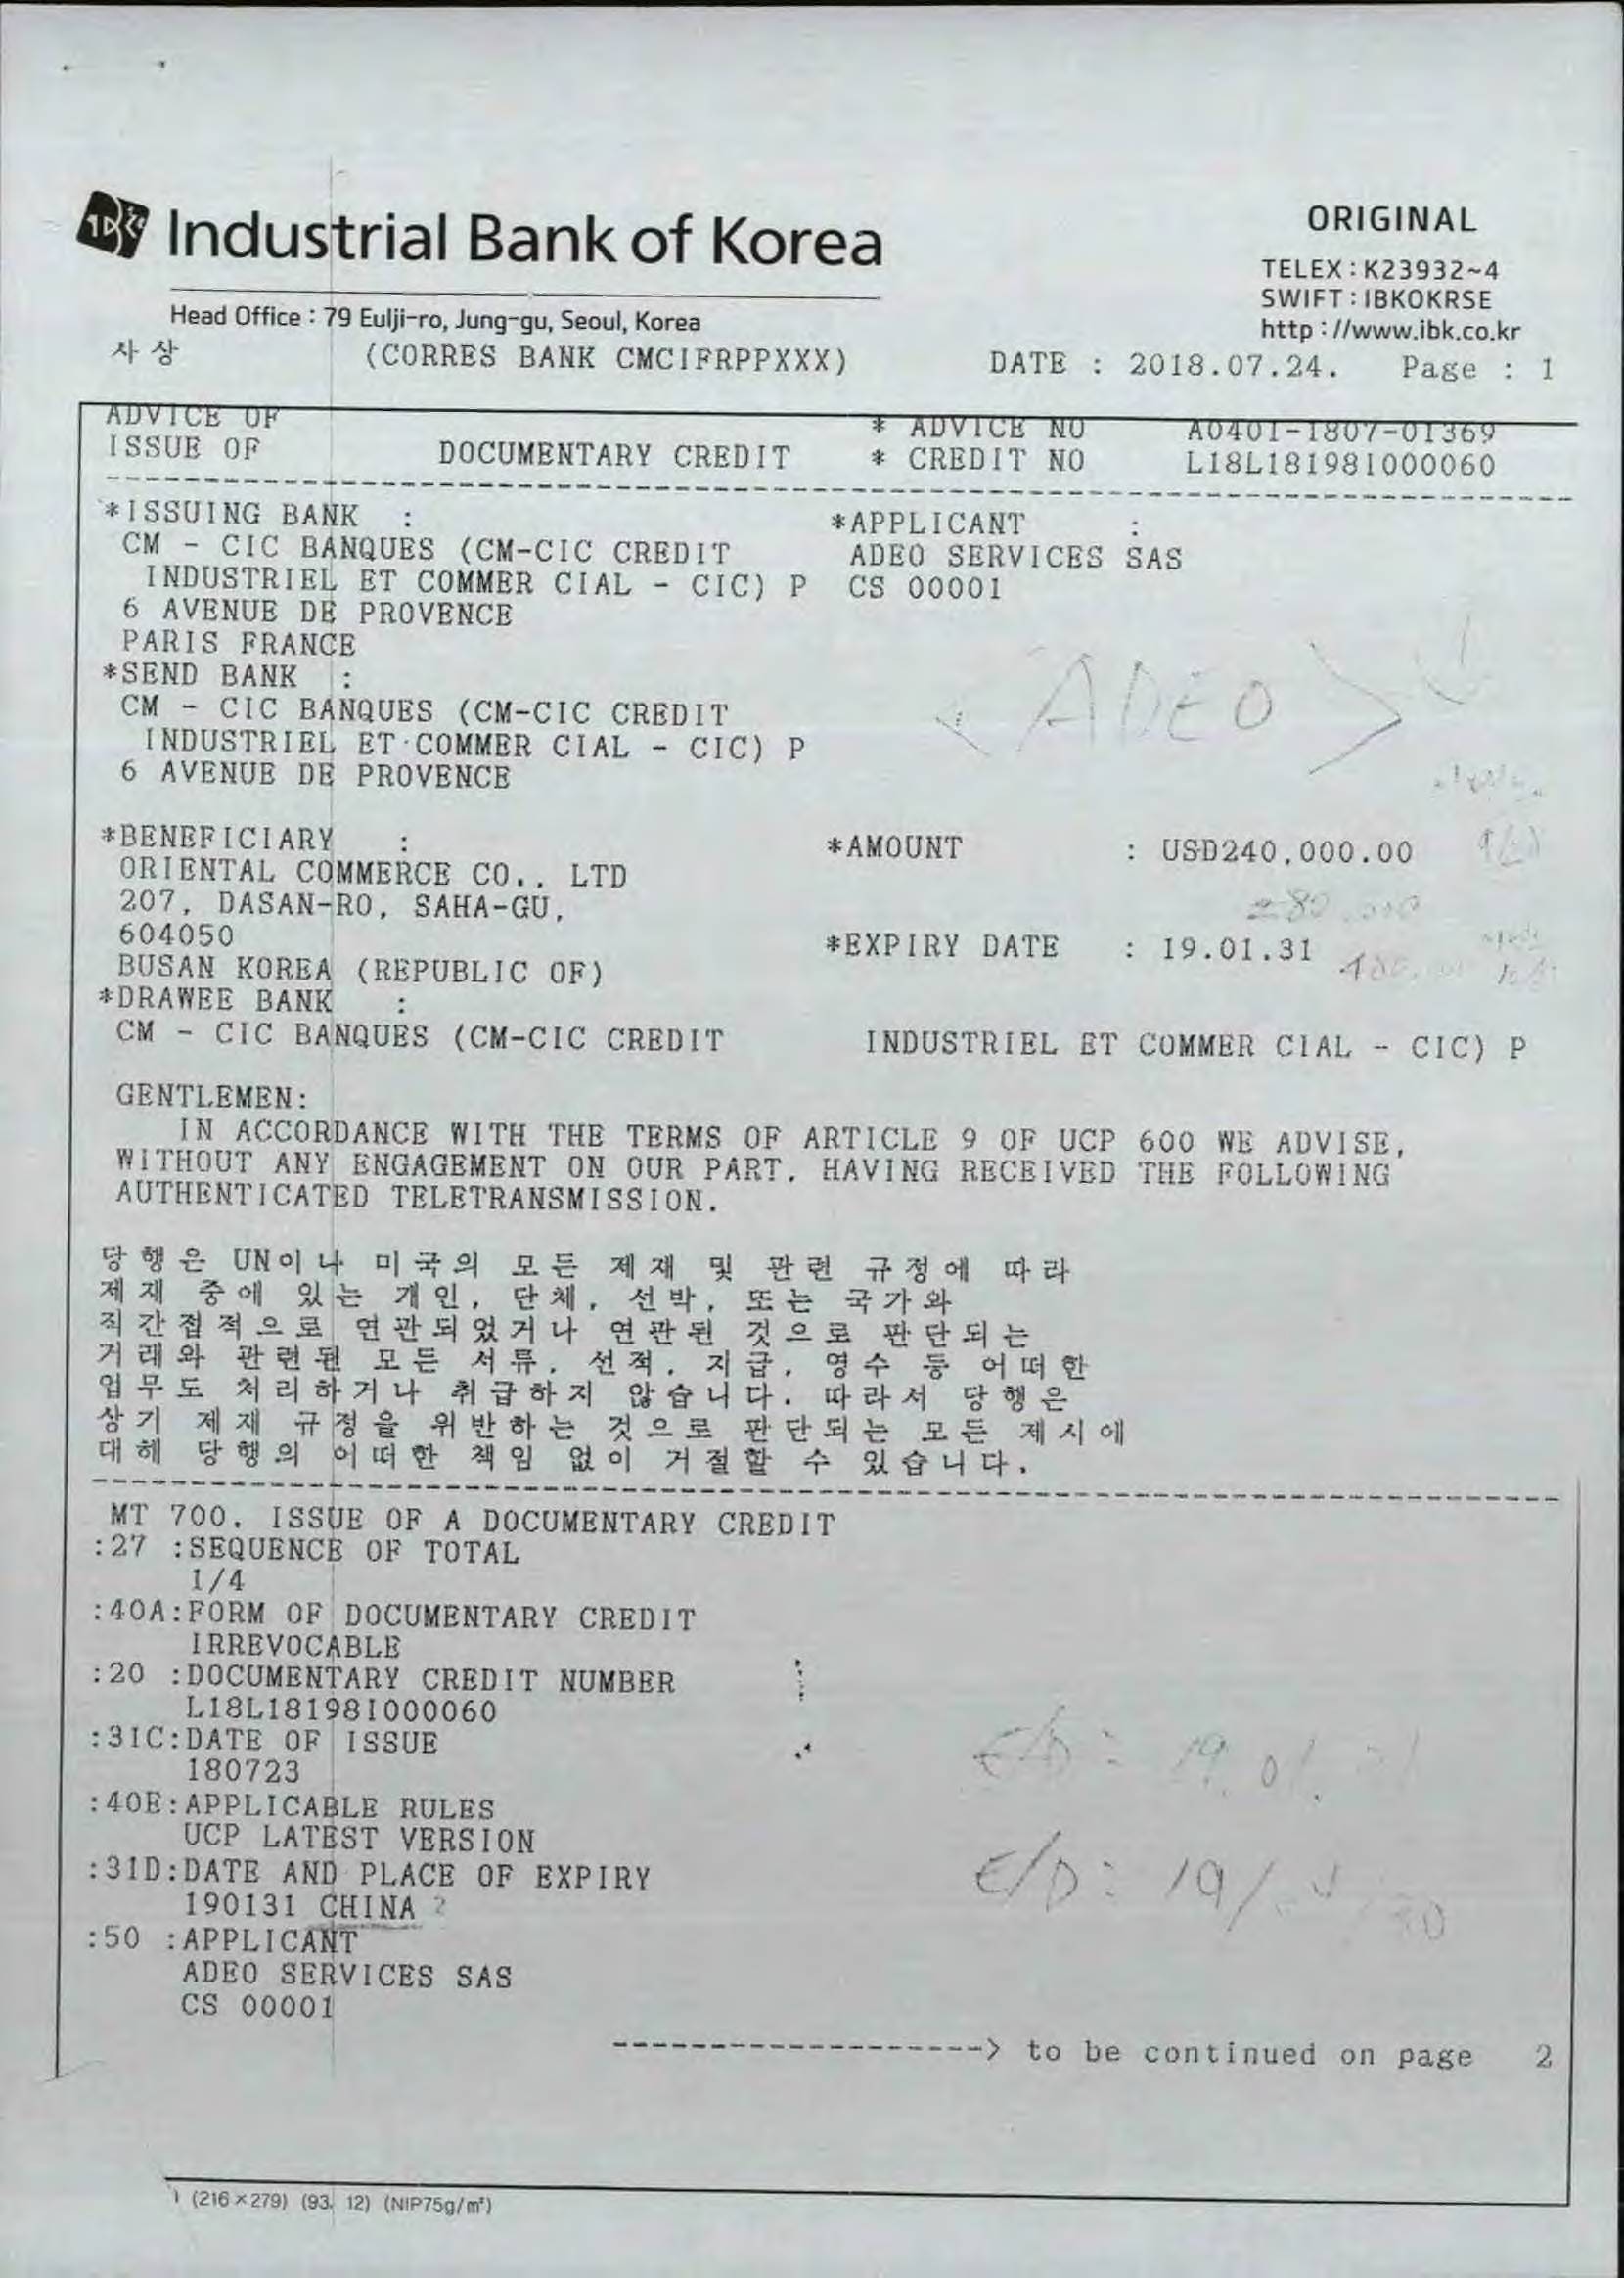 Industrial Bank of Korea
ORIGINAL
TELEX : K23932~4
SWIFT : IBKOKRSE
http : //www.ibk.co.kr
Head Office : 79 Eulji-ro, Jung-gu, Seoul, Korea
사상 (CORRES BANK CMCIFRPPXXX) DATE : 2018.07.24. Page : 1
ADVICE OF * ADVICE NO A0401-1807-01369
ISSUE OF DOCUMENTARY CREDIT * CREDIT NO L18L181981000060
*ISSUING BANK : *APPLICANT :
CM - CIC BANQUES (CM-CIC CREDIT ADEO SERVICES SAS
INDUSTRIEL ET COMMER CIAL - CIC) P CS 00001
6 AVENUE DE PROVENCE
PARIS FRANCE
*SEND BANK :
CM - CIC BANQUES (CM-CIC CREDIT
<ADEO>
INDUSTRIEL ET COMMER CIAL - CIC) P
6 AVENUE DE PROVENCE
*BENEFICIARY : *AMOUNT : USD240,000.00
ORIENTAL COMMERCE CO., LTD
207, DASAN-RO, SAHA-GU,
604050 *EXPIRY DATE : 19.01.31
BUSAN KOREA (REPUBLIC OF)
*DRAWEE BANK :
CM - CIC BANQUES (CM-CIC CREDIT INDUSTRIEL ET COMMER CIAL - CIC) P
GENTLEMEN:
IN ACCORDANCE WITH THE TERMS OF ARTICLE 9 OF UCP 600 WE ADVISE,
WITHOUT ANY ENGAGEMENT ON OUR PART, HAVING RECEIVED THE FOLLOWING
AUTHENTICATED TELETRANSMISSION.
당행은 UN이나 미국의 모든 제재 및 관련 규정에 따라
제재 중에 있는 개인, 단체, 선박, 또는 국가와
직간접적으로 연관되었거나 연관된 것으로 판단되는
거래와 관련된 모든 서류, 선적, 지급, 영수 등 어떠한
업무도 처리하거나 취급하지 않습니다. 따라서 당행은
상기 제재 규정을 위반하는 것으로 판단되는 모든 제시에
대해 당행의 어떠한 책임 없이 거절할 수 있습니다.
MT 700. ISSUE OF A DOCUMENTARY CREDIT
:27 :SEQUENCE OF TOTAL
1/4
:40A:FORM OF DOCUMENTARY CREDIT
IRREVOCABLE
:20 :DOCUMENTARY CREDIT NUMBER
L18L181981000060
:31C:DATE OF ISSUE
180723
E/D: 19.01.
:40E:APPLICABLE RULES
UCP LATEST VERSION
:31D:DATE AND PLACE OF EXPIRY
E/D: 19/
190131 CHINA ?
:50 :APPLICANT
ADEO SERVICES SAS
CS 00001
-------------------> to be continued on page 2
(216×279) (93. 12) (NIP75g/㎡)